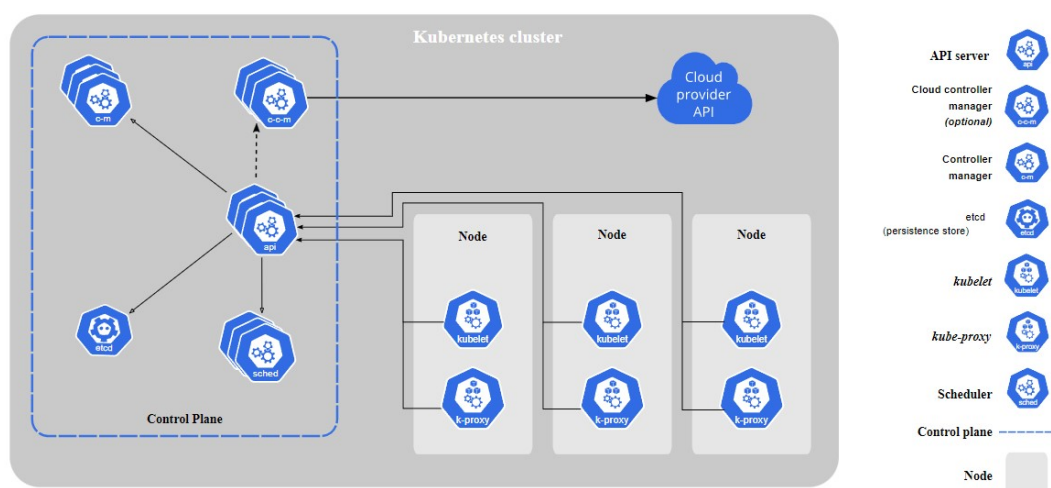 Kubernetes cluster
c-m
c-c-m
Cloud
provider
API
api
etcd
sched
Control Plane
Node
kubelet
k-proxy
Node
kubelet
k-proxy
Node
kubelet
k-proxy
API server
api
Cloud controller
manager
(optional)
c-c-m
Controller
manager
c-m
etcd
(persistence store)
etcd
kubelet
kubelet
kube-proxy
k-proxy
Scheduler
sched
Control plane
Node